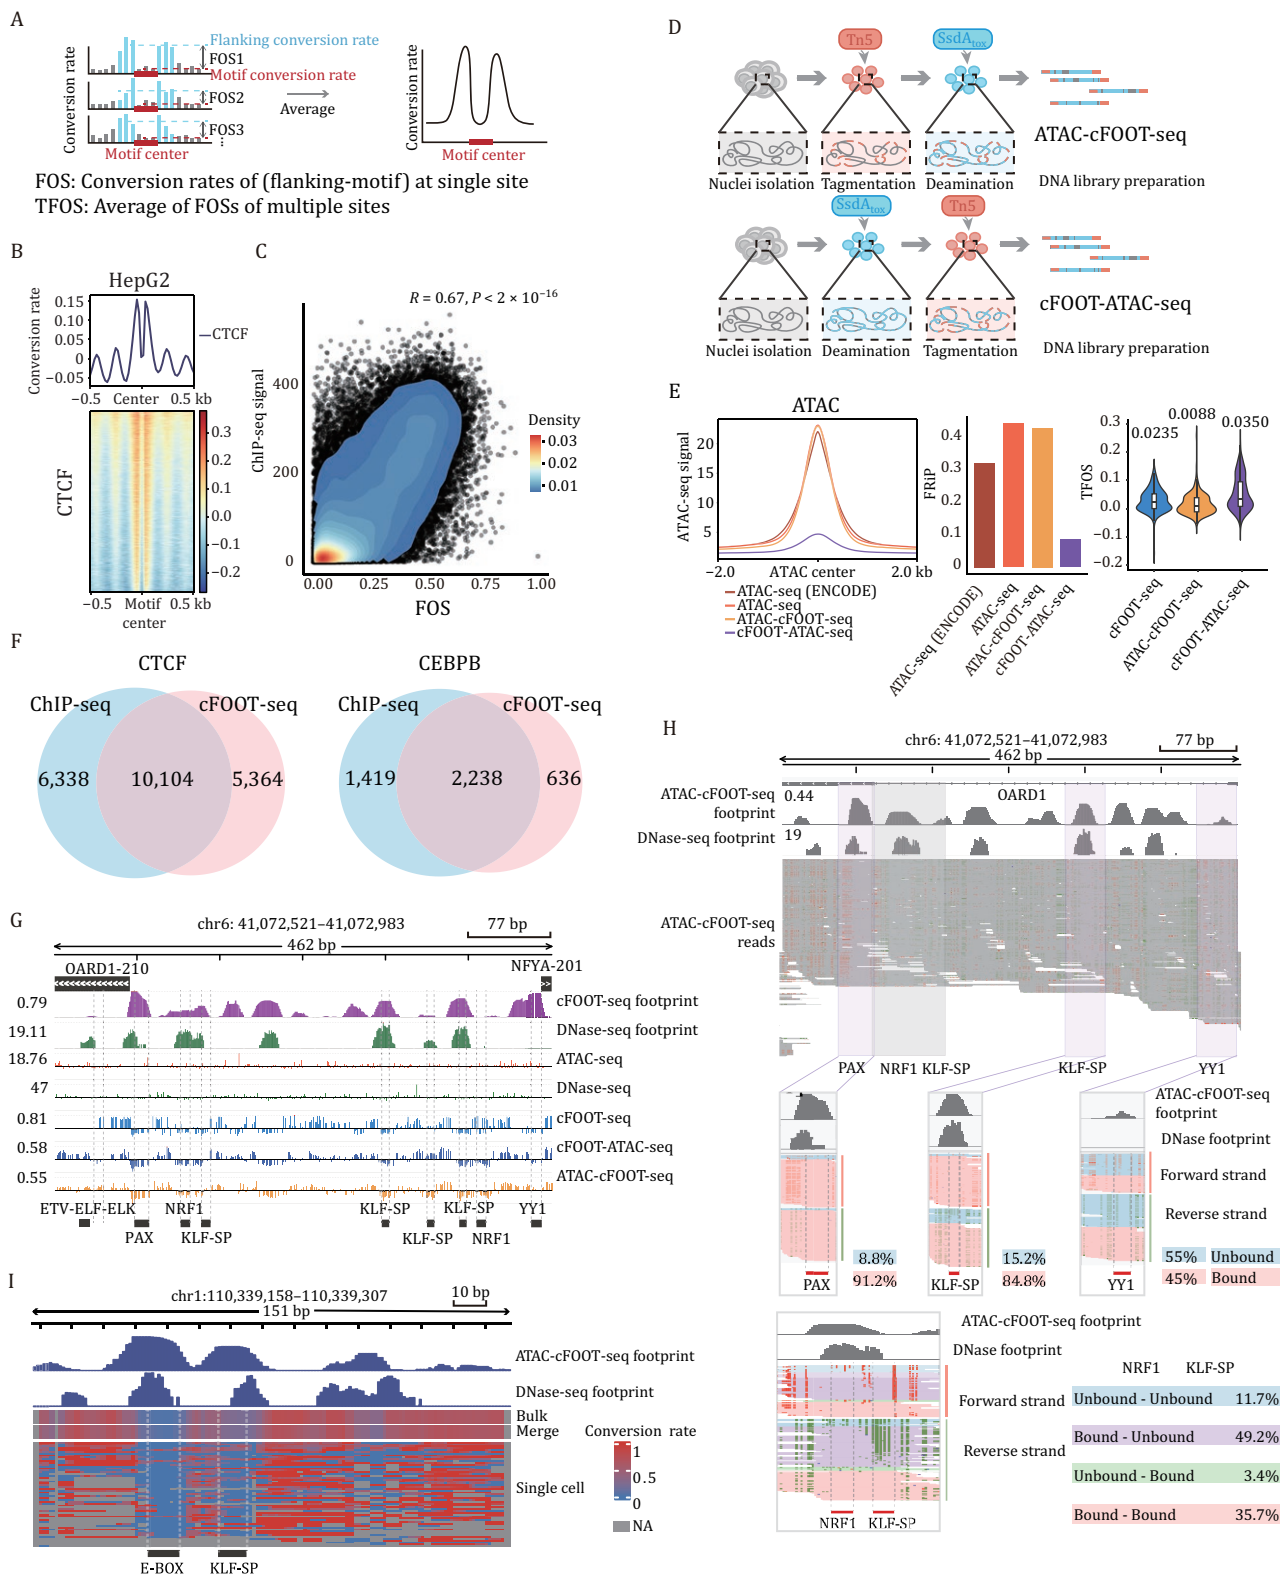 A
Conversion rate
Flanking conversion rate
FOS1
Motif conversion rate
FOS2
FOS3
...
Motif center
Average
Conversion rate
Motif center
FOS: Conversion rates of (flanking-motif) at single site
TFOS: Average of FOSs of multiple sites
B
HepG2
Conversion rate
0.15
0.10
0.05
0
−0.05
CTCF
−0.5 Center 0.5 kb
CTCF
0.3
0.2
0.1
0.0
−0.1
−0.2
−0.5 Motif 0.5 kb
center
C
R = 0.67, P < 2 × 10⁻¹⁶
ChIP-seq signal
400
200
0
0.00 0.25 0.50 0.75 1.00
FOS
Density
0.03
0.02
0.01
D
Tn5
SsdAtox
ATAC-cFOOT-seq
Nuclei isolation
Tagmentation
Deamination
DNA library preparation
SsdAtox
Tn5
cFOOT-ATAC-seq
Nuclei isolation
Deamination
Tagmentation
DNA library preparation
E
ATAC
ATAC-seq signal
20
15
10
5
−2.0 ATAC center 2.0 kb
ATAC-seq (ENCODE)
ATAC-seq
ATAC-cFOOT-seq
cFOOT-ATAC-seq
FRiP
0.4
0.3
0.2
0.1
0
ATAC-seq (ENCODE)
ATAC-seq
ATAC-cFOOT-seq
cFOOT-ATAC-seq
TFOS
0.3
0.2
0.1
0.0
−0.1
−0.2
0.0235
0.0088
0.0350
cFOOT-seq
ATAC-cFOOT-seq
cFOOT-ATAC-seq
F
CTCF
ChIP-seq
cFOOT-seq
6,338
10,104
5,364
CEBPB
ChIP-seq
cFOOT-seq
1,419
2,238
636
G
chr6: 41,072,521–41,072,983
77 bp
462 bp
OARD1-210
NFYA-201
0.79
cFOOT-seq footprint
19.11
DNase-seq footprint
18.76
ATAC-seq
47
DNase-seq
0.81
cFOOT-seq
0.58
cFOOT-ATAC-seq
0.55
ATAC-cFOOT-seq
ETV-ELF-ELK
NRF1
KLF-SP
KLF-SP
YY1
PAX
KLF-SP
KLF-SP
NRF1
H
chr6: 41,072,521–41,072,983
77 bp
462 bp
OARD1
ATAC-cFOOT-seq
footprint
0.44
DNase-seq footprint
19
ATAC-cFOOT-seq
reads
PAX
NRF1
KLF-SP
KLF-SP
YY1
ATAC-cFOOT-seq
footprint
DNase footprint
Forward strand
Reverse strand
PAX
8.8%
91.2%
KLF-SP
15.2%
84.8%
YY1
55% Unbound
45% Bound
ATAC-cFOOT-seq footprint
DNase footprint
Forward strand
Reverse strand
NRF1
KLF-SP
NRF1 KLF-SP
Unbound - Unbound 11.7%
Bound - Unbound 49.2%
Unbound - Bound 3.4%
Bound - Bound 35.7%
I
chr1:110,339,158–110,339,307
10 bp
151 bp
ATAC-cFOOT-seq footprint
DNase-seq footprint
Bulk
Merge
Single cell
Conversion rate
1
0.5
0
NA
E-BOX
KLF-SP